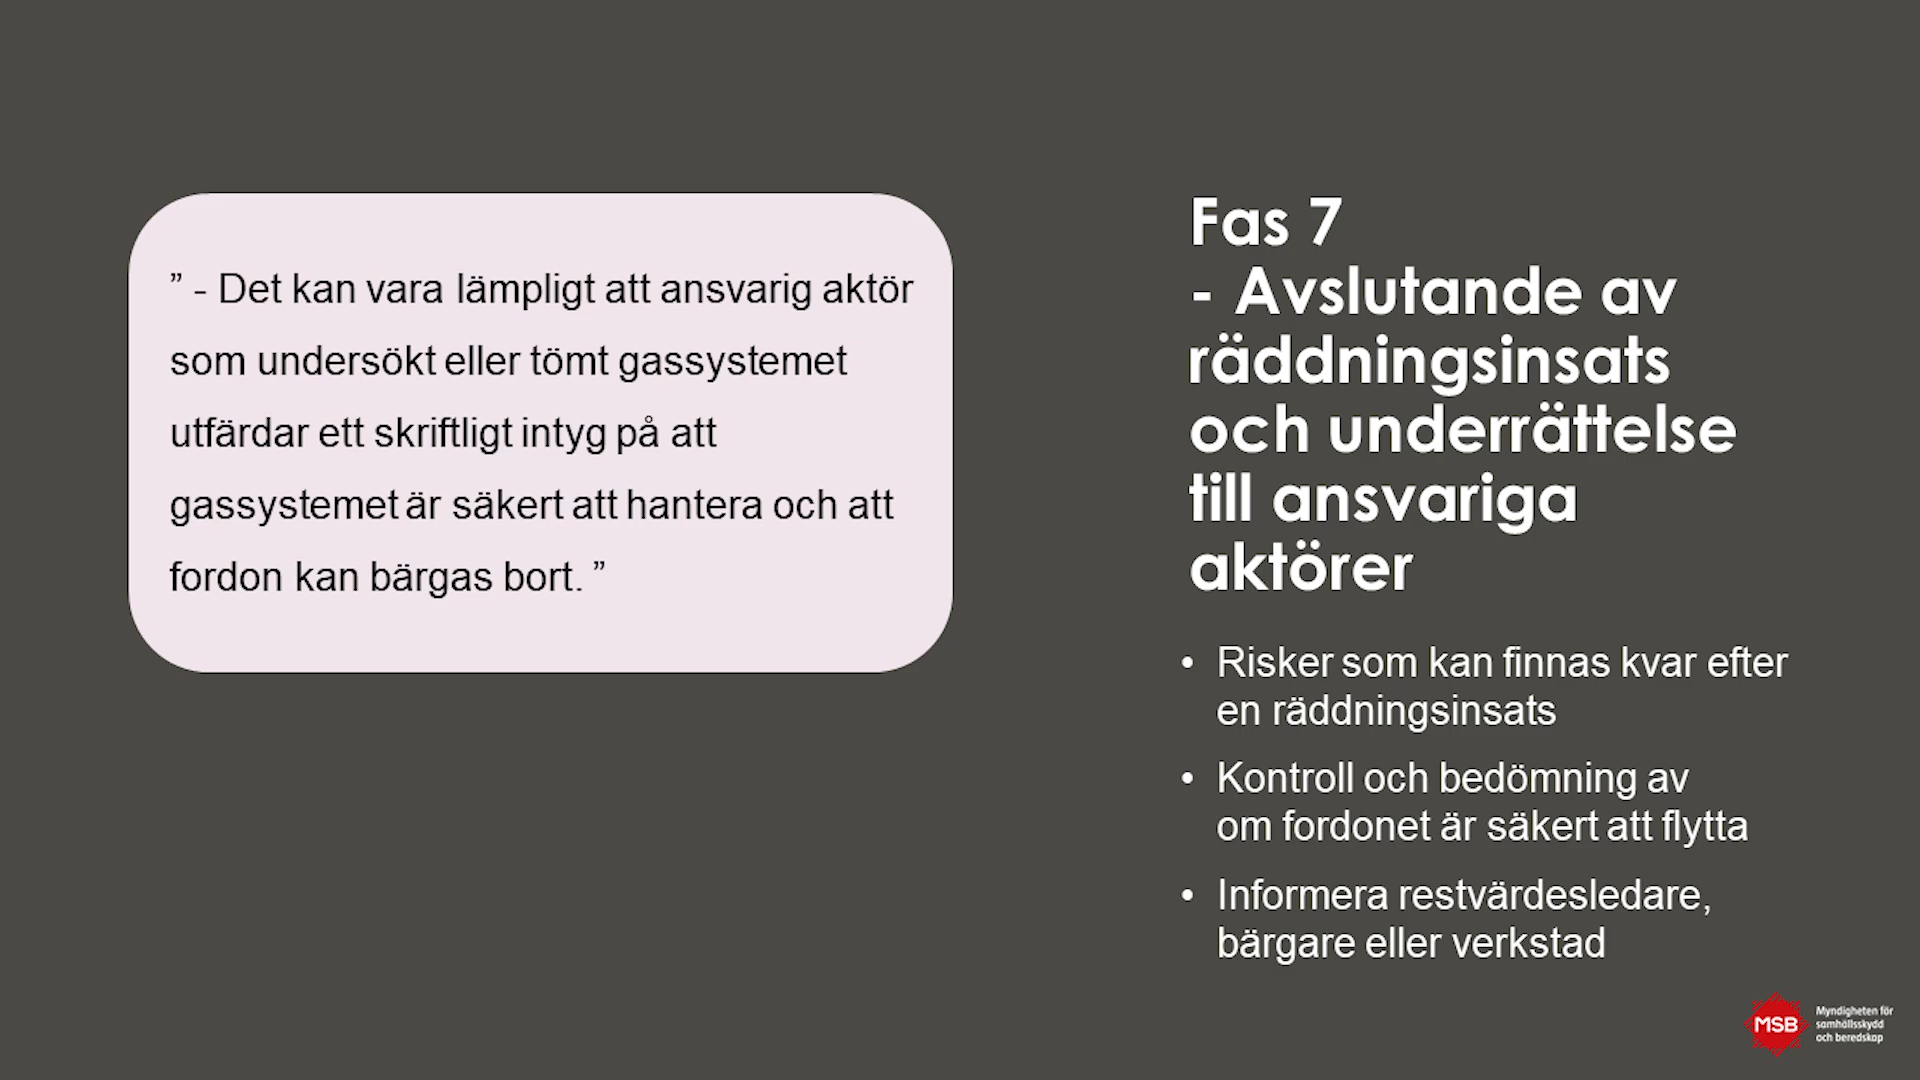 ” - Det kan vara lämpligt att ansvarig aktör
som undersökt eller tömt gassystemet
utfärdar ett skriftligt intyg på att
gassystemet är säkert att hantera och att
fordon kan bärgas bort. ”
Fas 7
- Avslutande av
räddningsinsats
och underrättelse
till ansvariga
aktörer
• Risker som kan finnas kvar efter
en räddningsinsats
• Kontroll och bedömning av
om fordonet är säkert att flytta
• Informera restvärdesledare,
bärgare eller verkstad
MSB
Myndigheten för
samhällsskydd
och beredskap